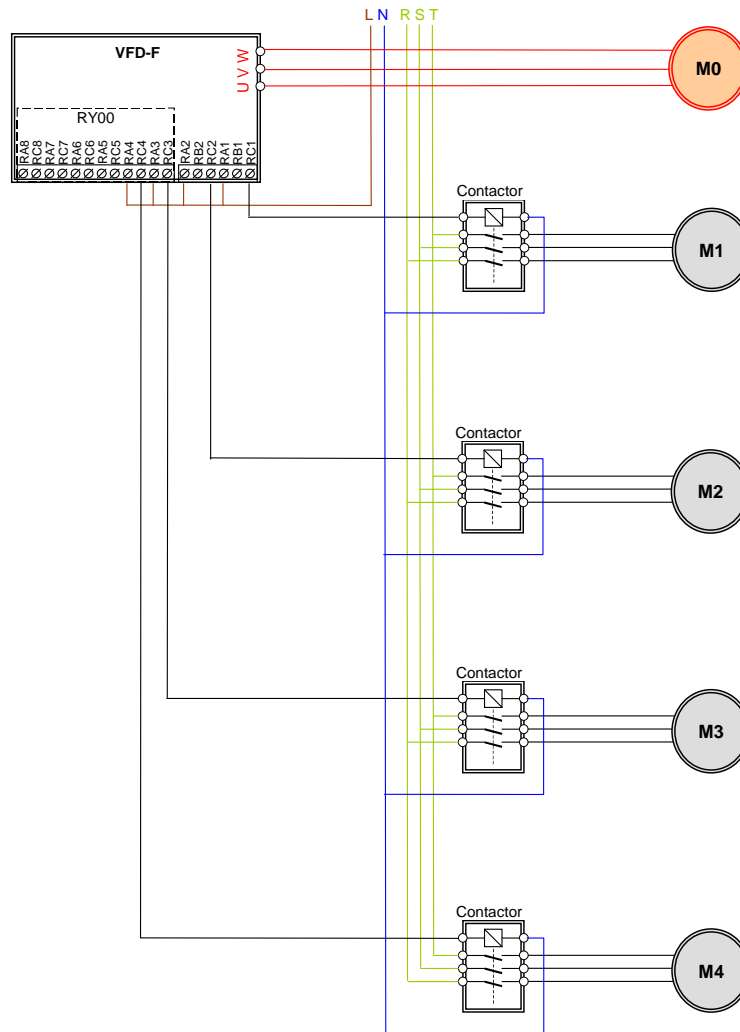 L N R S T
VFD-F
U V W
M0
RY00
RA8 RC8 RA7 RC7 RA6 RC6 RA5 RC5 RA4 RC4 RA3 RC3 RA2 RB2 RC2 RA1 RB1 RC1
Contactor
M1
Contactor
M2
Contactor
M3
Contactor
M4